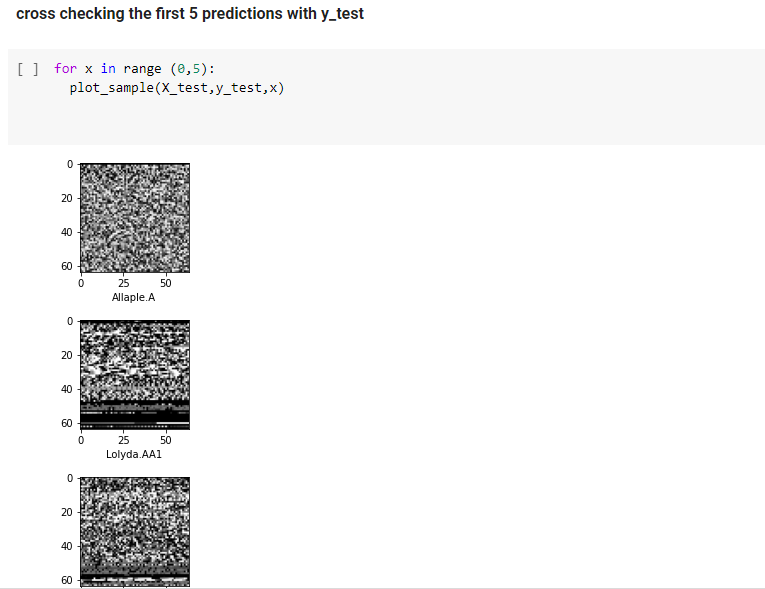 cross checking the first 5 predictions with y_test
[ ] for x in range (0,5):
plot_sample(X_test,y_test,x)
0
20
40
60
0 25 50
Allaple.A
0
20
40
60
0 25 50
Lolyda.AA1
0
20
40
60